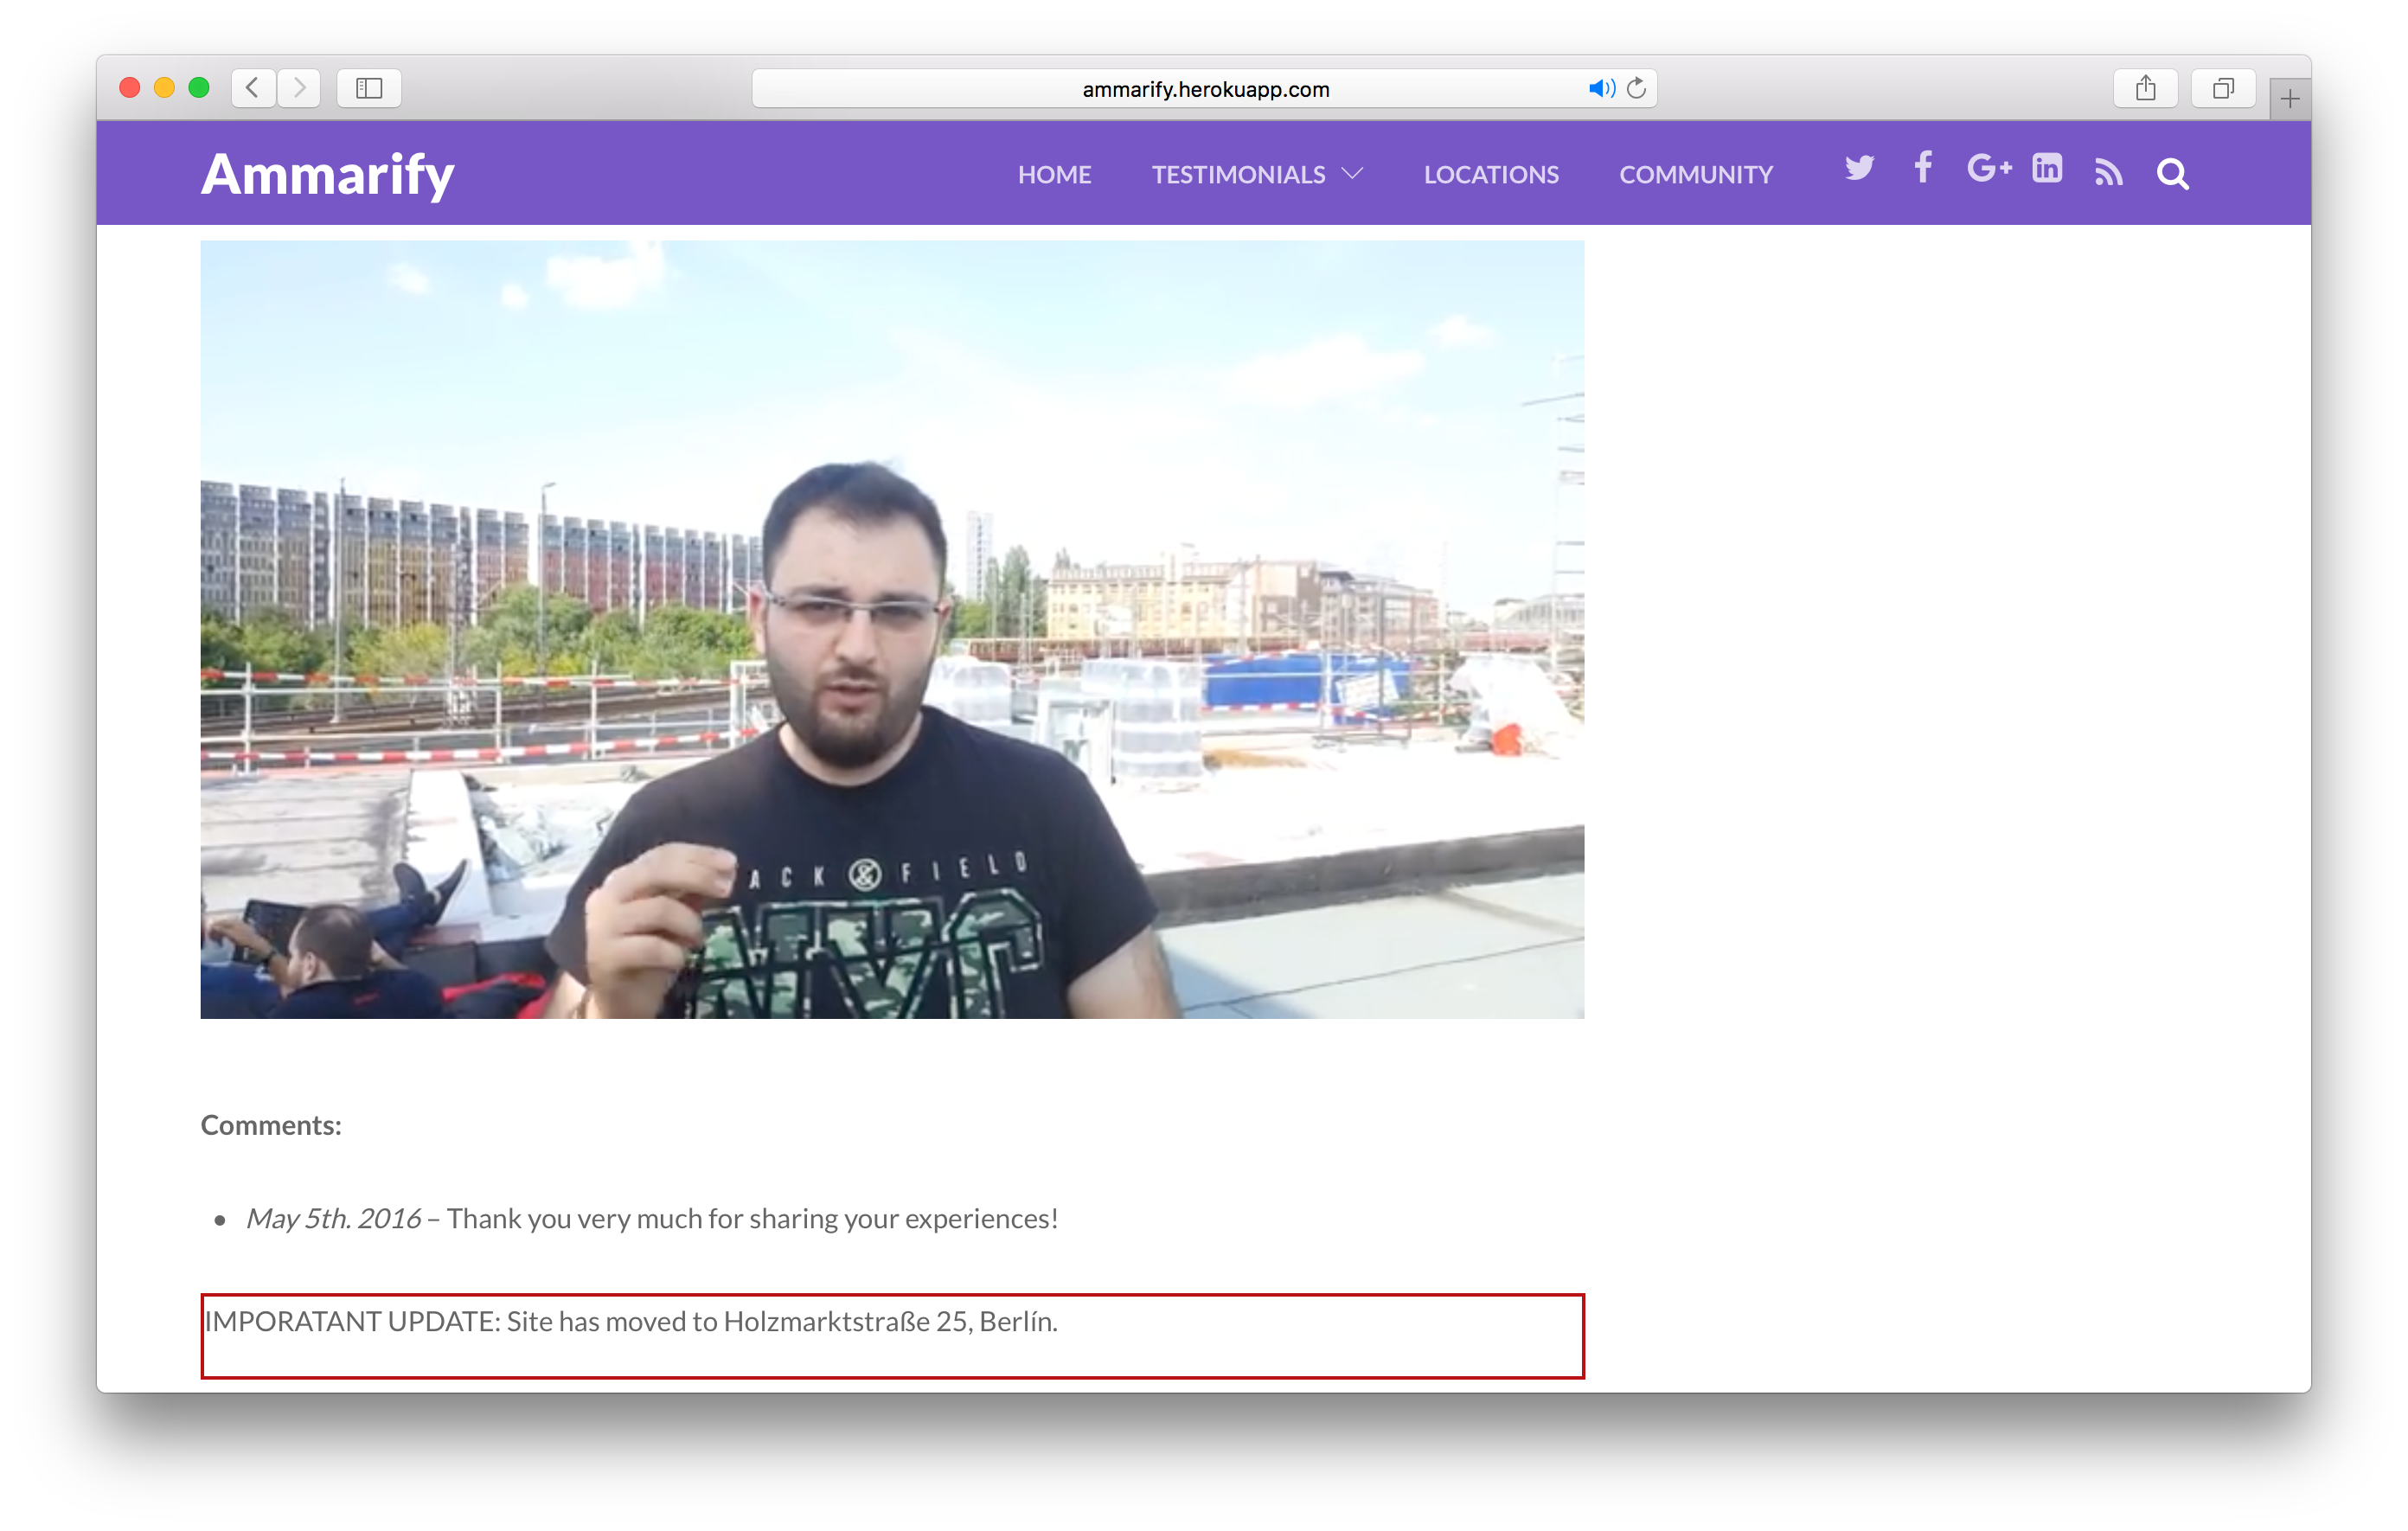 ammarify.herokuapp.com
Ammarify
HOME TESTIMONIALS LOCATIONS COMMUNITY
ACK & FIELD
Comments:
• May 5th. 2016 – Thank you very much for sharing your experiences!
IMPORATANT UPDATE: Site has moved to Holzmarktstraße 25, Berlín.